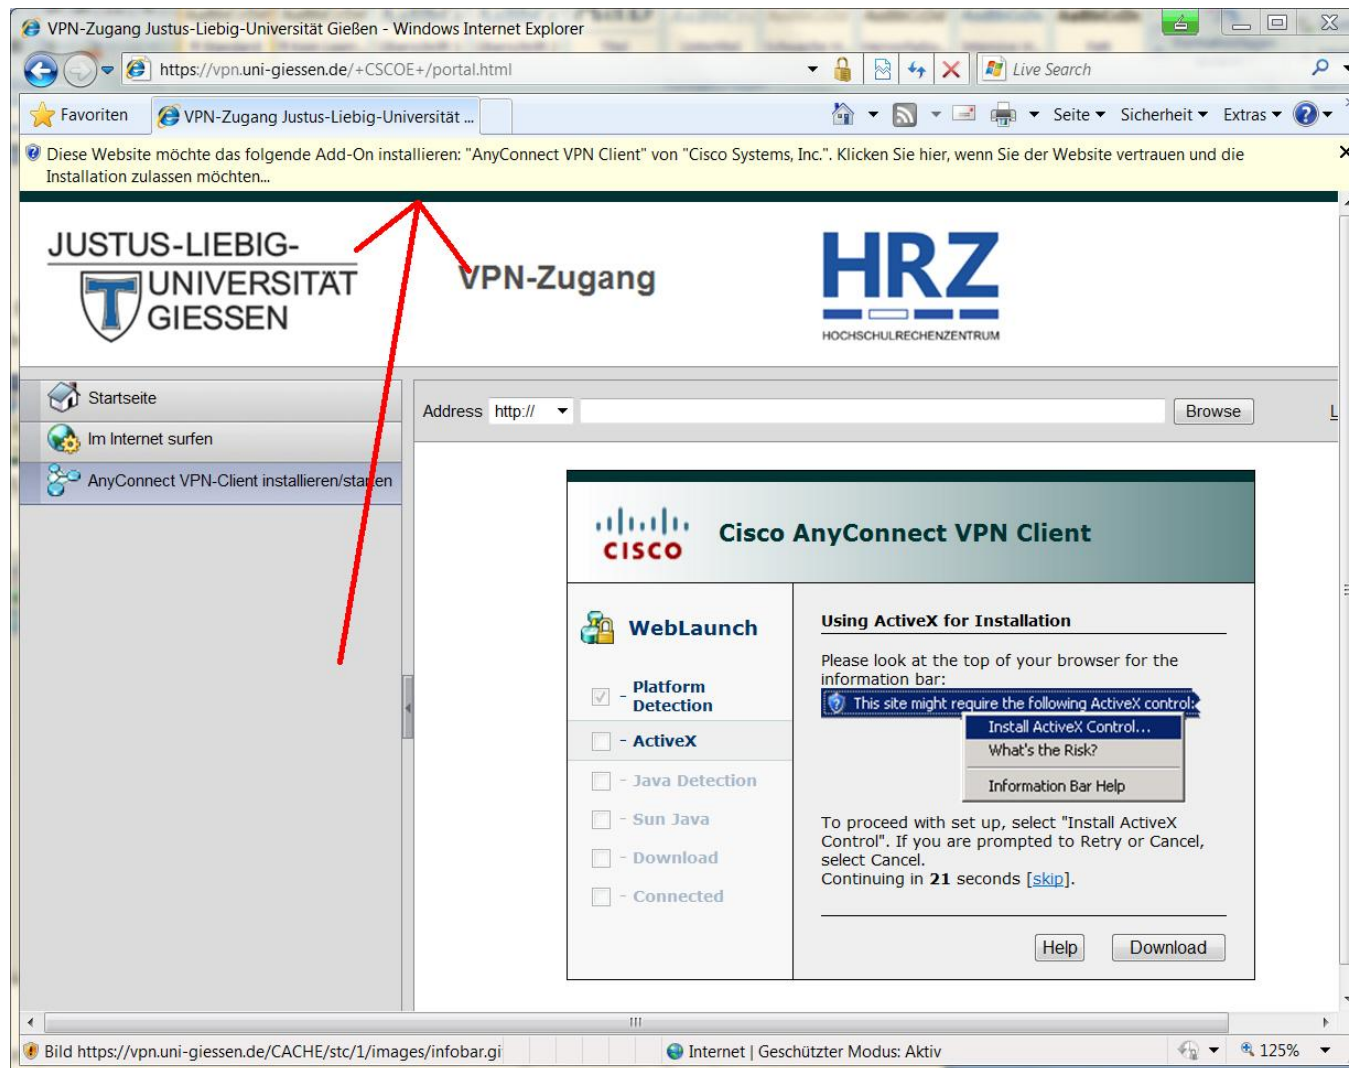 VPN-Zugang Justus-Liebig-Universität Gießen - Windows Internet Explorer
https://vpn.uni-giessen.de/+CSCOE+/portal.html
Live Search
Favoriten
VPN-Zugang Justus-Liebig-Universität ...
Seite
Sicherheit
Extras
Diese Website möchte das folgende Add-On installieren: "AnyConnect VPN Client" von "Cisco Systems, Inc.". Klicken Sie hier, wenn Sie der Website vertrauen und die
Installation zulassen möchten...
JUSTUS-LIEBIG-
UNIVERSITÄT
GIESSEN
VPN-Zugang
HRZ
HOCHSCHULRECHENZENTRUM
Startseite
Im Internet surfen
AnyConnect VPN-Client installieren/starten
Address
http://
Browse
L
CISCO
Cisco AnyConnect VPN Client
WebLaunch
- Platform
Detection
- ActiveX
- Java Detection
- Sun Java
- Download
- Connected
Using ActiveX for Installation
Please look at the top of your browser for the
information bar:
This site might require the following ActiveX control:
Install ActiveX Control...
What's the Risk?
Information Bar Help
To proceed with set up, select "Install ActiveX
Control". If you are prompted to Retry or Cancel,
select Cancel.
Continuing in 21 seconds [skip].
Help
Download
Bild https://vpn.uni-giessen.de/CACHE/stc/1/images/infobar.gi
Internet | Geschützter Modus: Aktiv
125%